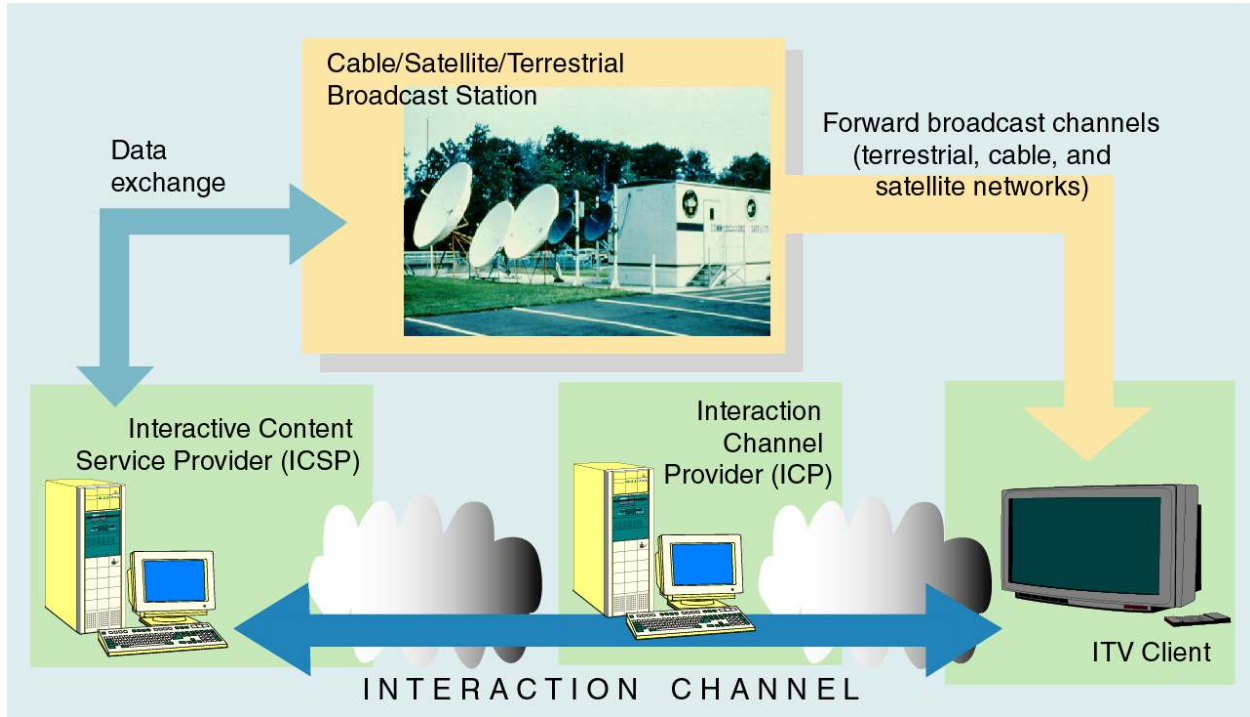 Cable/Satellite/Terrestrial
Broadcast Station
Data
exchange
Forward broadcast channels
(terrestrial, cable, and
satellite networks)
Interactive Content
Service Provider (ICSP)
Interaction
Channel
Provider (ICP)
ITV Client
INTERACTION CHANNEL